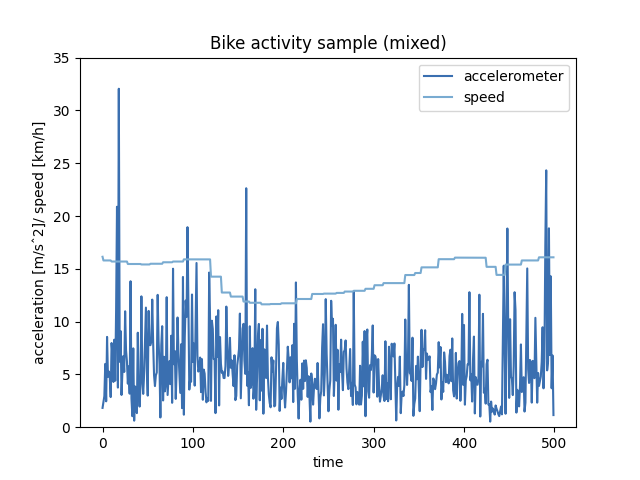 Bike activity sample (mixed)
accelerometer
speed
35
30
25
20
15
10
5
0
acceleration [m/s^2]/ speed [km/h]
0
100
200
300
400
500
time